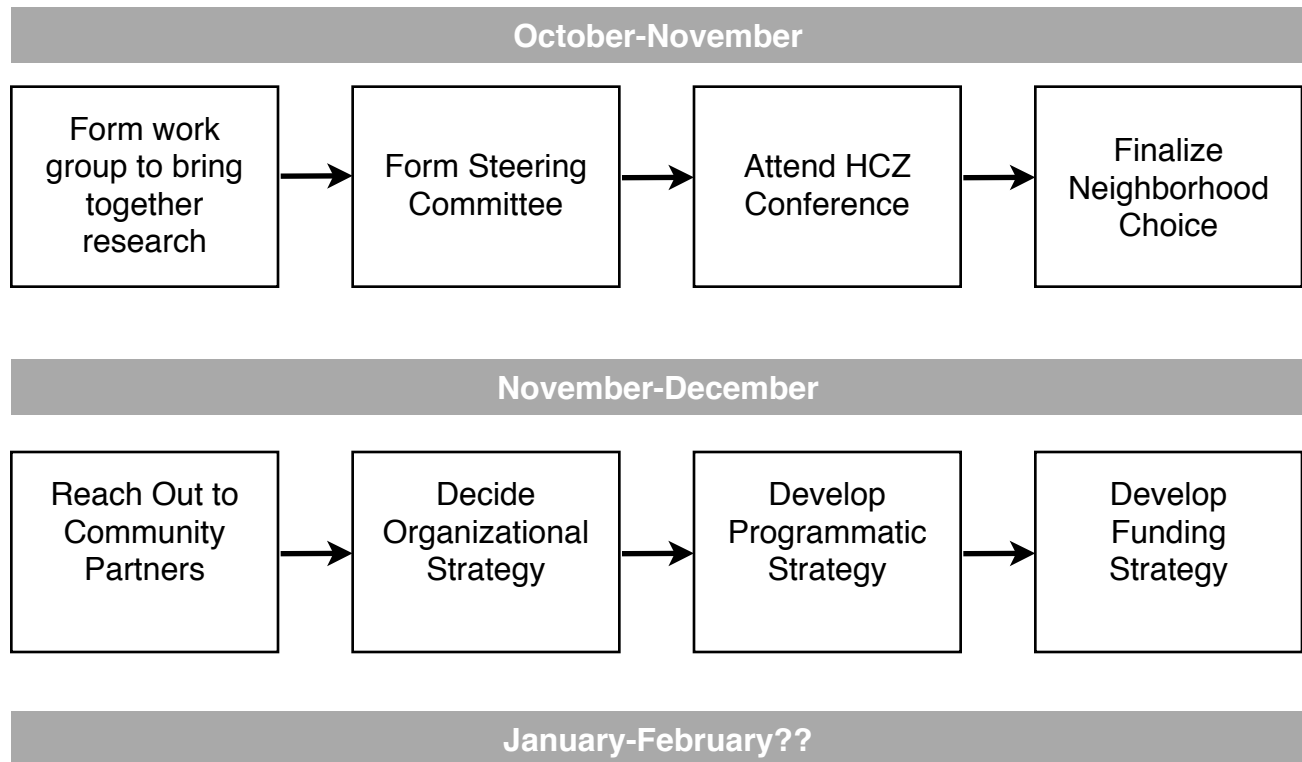 October-November
Form work
group to bring
together
research
Form Steering
Committee
Attend HCZ
Conference
Finalize
Neighborhood
Choice
November-December
Reach Out to
Community
Partners
Decide
Organizational
Strategy
Develop
Programmatic
Strategy
Develop
Funding
Strategy
January-February??